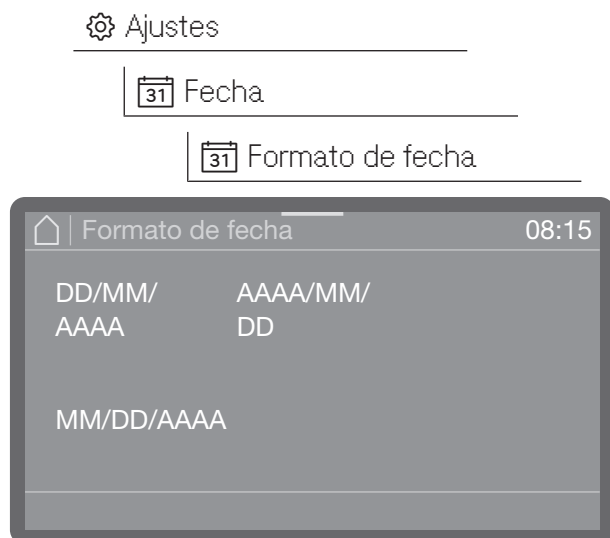 Ajustes
31 Fecha
31 Formato de fecha
Formato de fecha 08:15
DD/MM/ AAAA/MM/
AAAA DD
MM/DD/AAAA